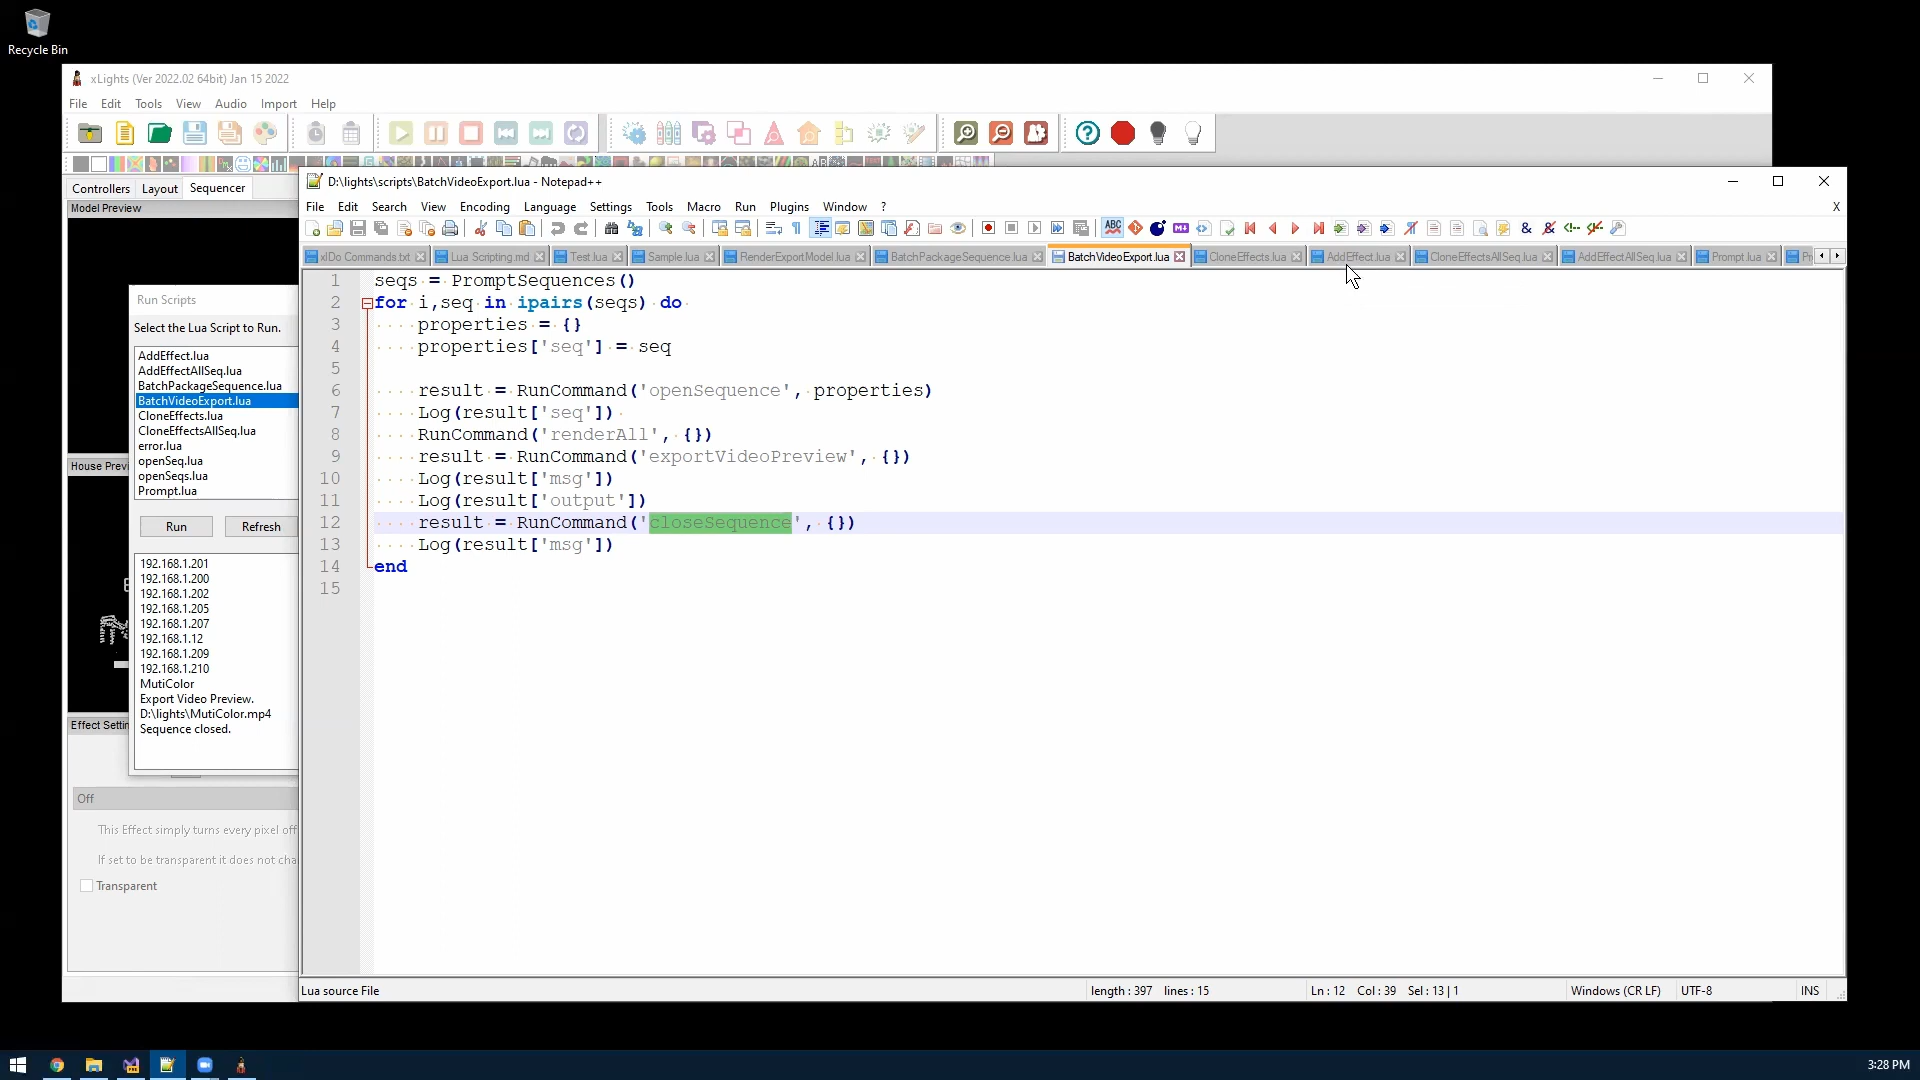 Recycle Bin
xLights (Ver 2022.02 64bit) Jan 15 2022
File Edit Tools View Audio Import Help
Controllers Layout Sequencer
Model Preview
House Previ
Effect Settin
Off
This Effect simply turns every pixel off
If set to be transparent it does not cha
Transparent
Run Scripts
Select the Lua Script to Run.
AddEffect.lua
AddEffectAllSeq.lua
BatchPackageSequence.lua
BatchVideoExport.lua
CloneEffects.lua
CloneEffectsAllSeq.lua
error.lua
openSeq.lua
openSeqs.lua
Prompt.lua
Run Refresh
192.168.1.201
192.168.1.200
192.168.1.202
192.168.1.205
192.168.1.207
192.168.1.12
192.168.1.209
192.168.1.210
MutiColor
Export Video Preview.
D:\lights\MutiColor.mp4
Sequence closed.
D:\lights\scripts\BatchVideoExport.lua - Notepad++
File Edit Search View Encoding Language Settings Tools Macro Run Plugins Window ? X
xlDo Commands.txt Lua Scripting.md Test.lua Sample.lua RenderExportModel.lua BatchPackageSequence.lua BatchVideoExport.lua CloneEffects.lua AddEffect.lua CloneEffectsAllSeq.lua AddEffectAllSeq.lua Prompt.lua Pr
1 seqs = PromptSequences()
2 for i,seq in ipairs(seqs) do
3 properties = {}
4 properties['seq'] = seq
5
6 result = RunCommand('openSequence', properties)
7 Log(result['seq'])
8 RunCommand('renderAll', {})
9 result = RunCommand('exportVideoPreview', {})
10 Log(result['msg'])
11 Log(result['output'])
12 result = RunCommand('closeSequence', {})
13 Log(result['msg'])
14 end
15
Lua source File length : 397 lines : 15 Ln : 12 Col : 39 Sel : 13 | 1 Windows (CR LF) UTF-8 INS
3:28 PM